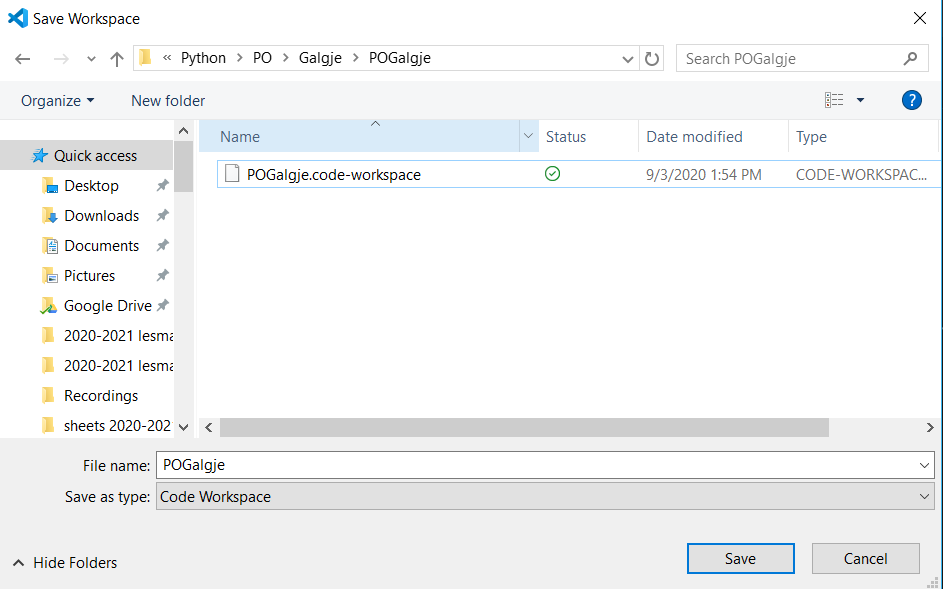 Save Workspace
« Python > PO > Galgje > POGalgje
Search POGalgje
Organize
New folder
?
Name
Status
Date modified
Type
Quick access
Desktop
Downloads
Documents
Pictures
Google Drive
2020-2021 lesma
2020-2021 lesma
Recordings
sheets 2020-202
POGalgje.code-workspace
9/3/2020 1:54 PM
CODE-WORKSPAC...
File name: POGalgje
Save as type: Code Workspace
Hide Folders
Save
Cancel